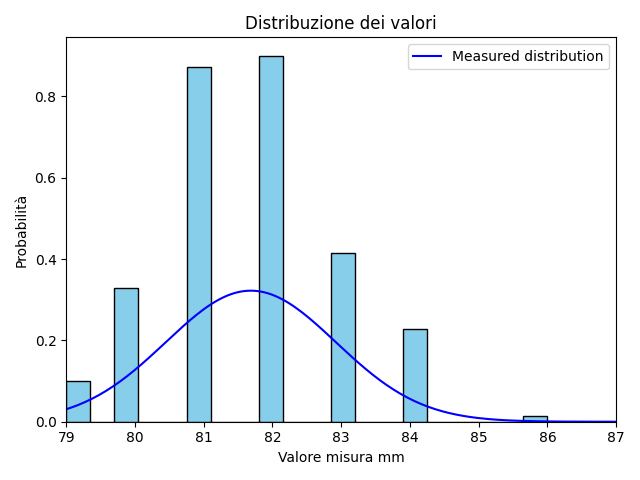 Distribuzione dei valori
Measured distribution
Probabilità
0.8
0.6
0.4
0.2
0.0
79 80 81 82 83 84 85 86 87
Valore misura mm